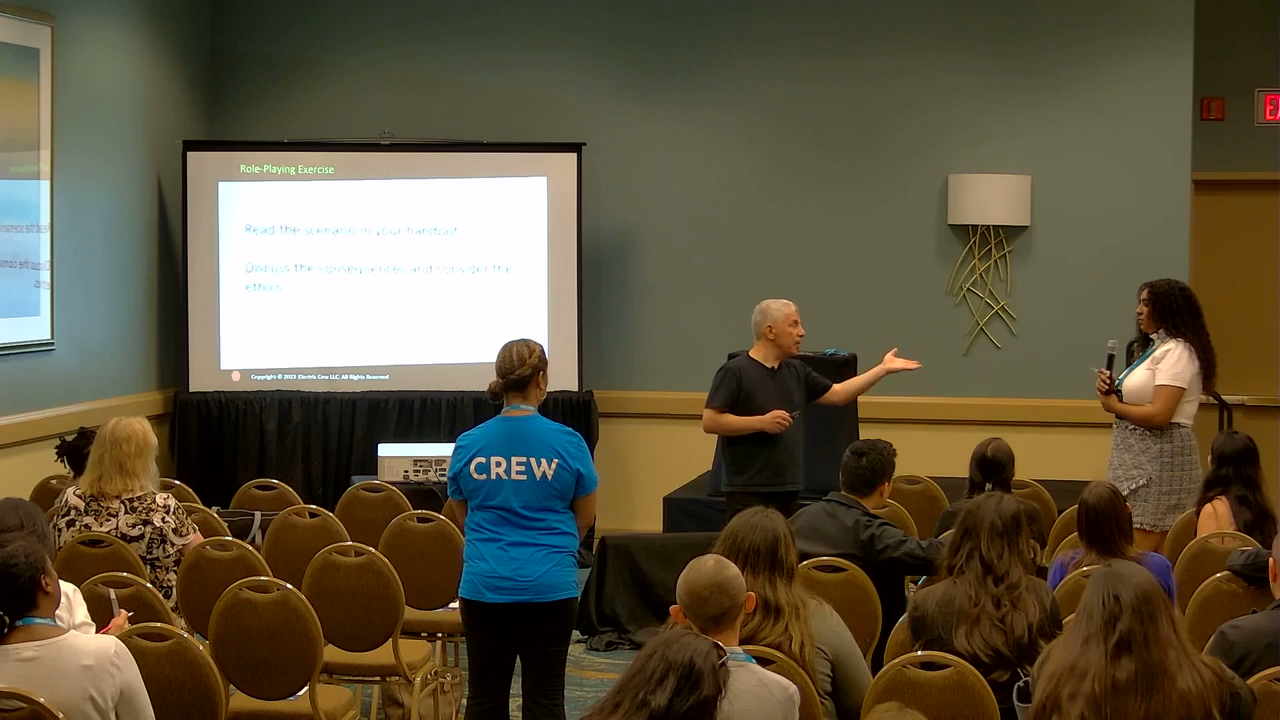 Role-Playing Exercise
Read the scenario in your handout
Discuss the consequences and consider the
ethics
Copyright © 2023 Electric Cow LLC, All Rights Reserved
CREW